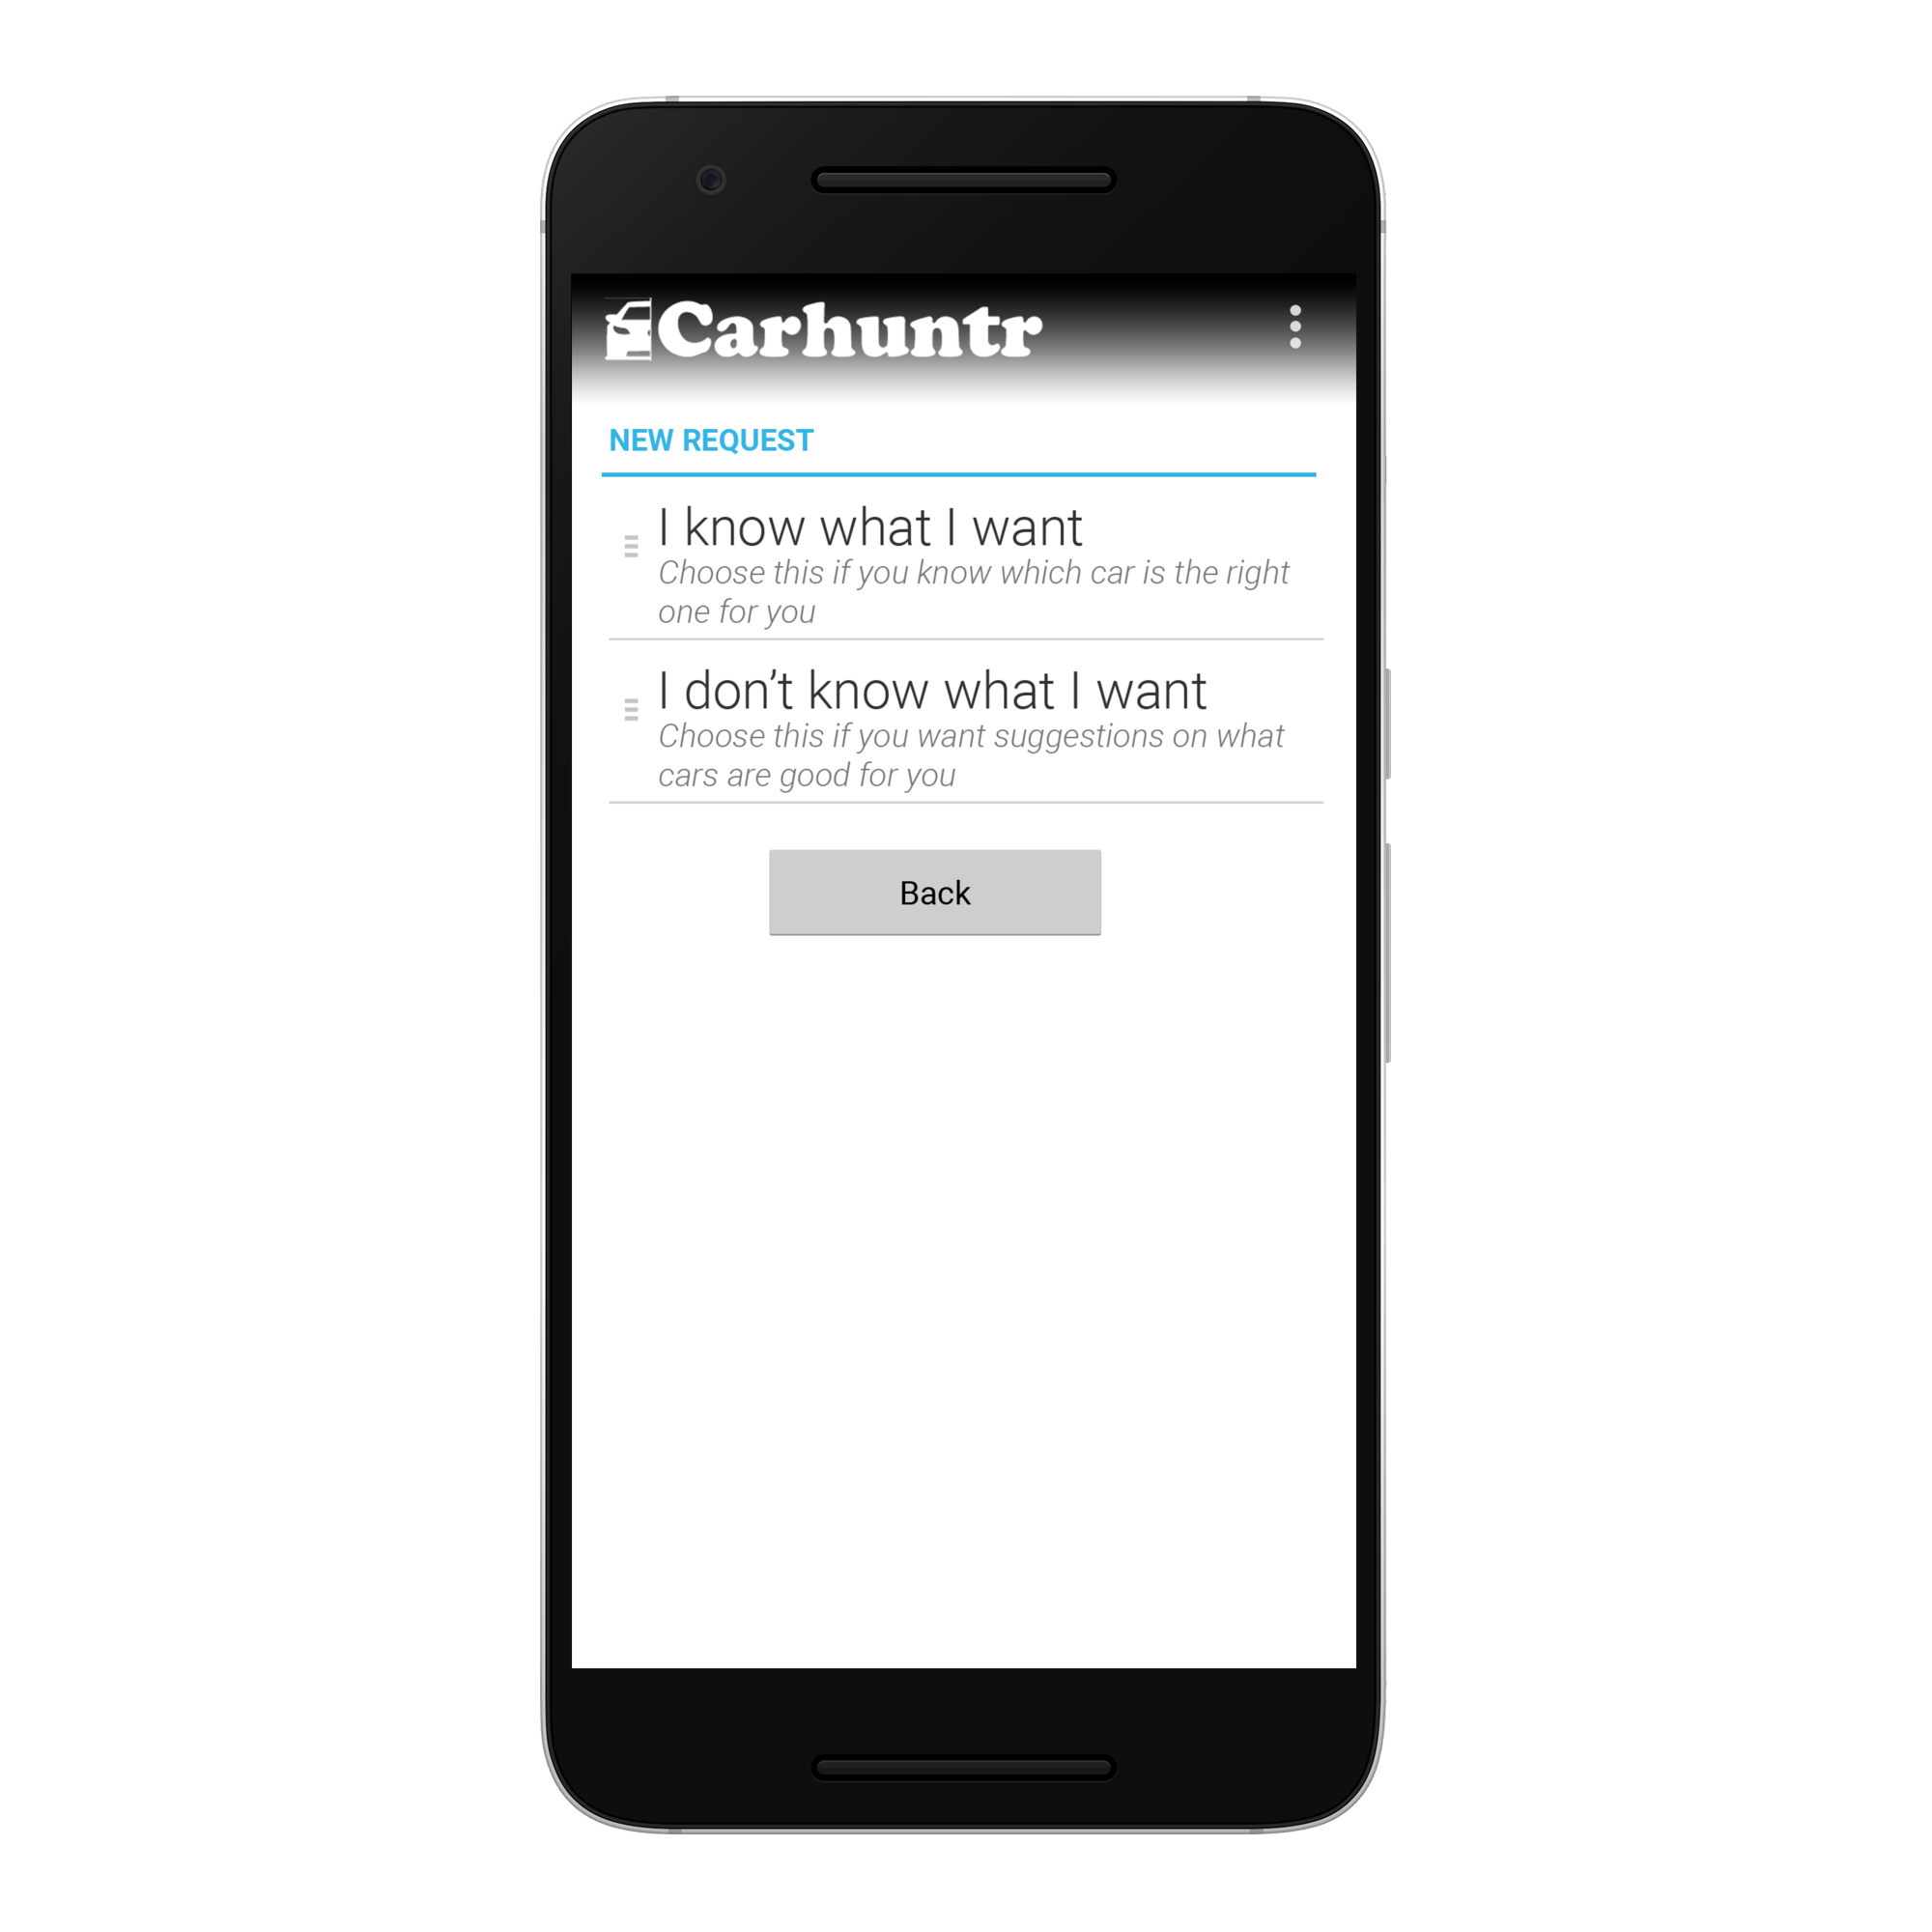 Carhuntr
NEW REQUEST
I know what I want
Choose this if you know which car is the right
one for you
I don’t know what I want
Choose this if you want suggestions on what
cars are good for you
Back